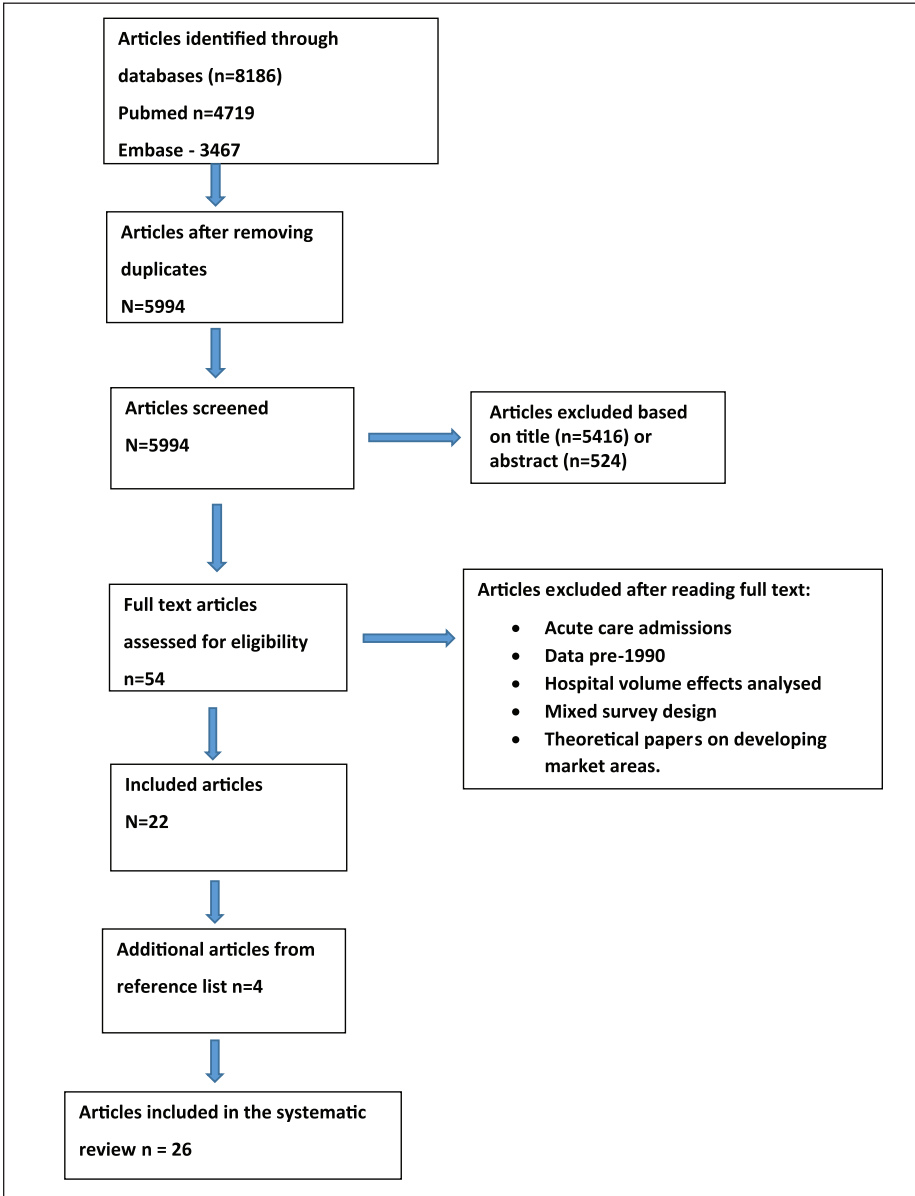 Articles identified through
databases (n=8186)
Pubmed n=4719
Embase - 3467
Articles after removing
duplicates
N=5994
Articles screened
N=5994
Articles excluded based
on title (n=5416) or
abstract (n=524)
Full text articles
assessed for eligibility
n=54
Articles excluded after reading full text:
• Acute care admissions
• Data pre-1990
• Hospital volume effects analysed
• Mixed survey design
• Theoretical papers on developing
market areas.
Included articles
N=22
Additional articles from
reference list n=4
Articles included in the systematic
review n = 26